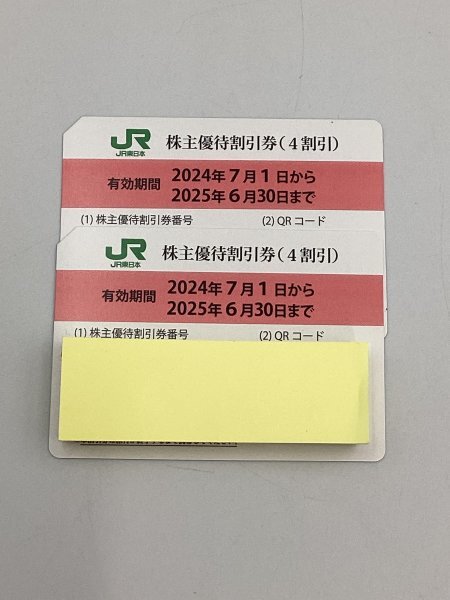 JR
JR東日本
株主優待割引券(4割引)
有効期間
2024年7月1日から
2025年6月30日まで
(1) 株主優待割引券番号
(2) QRコード
JR
JR東日本
株主優待割引券(4割引)
有効期間
2024年7月1日から
2025年6月30日まで
(1) 株主優待割引券番号
(2) QRコード